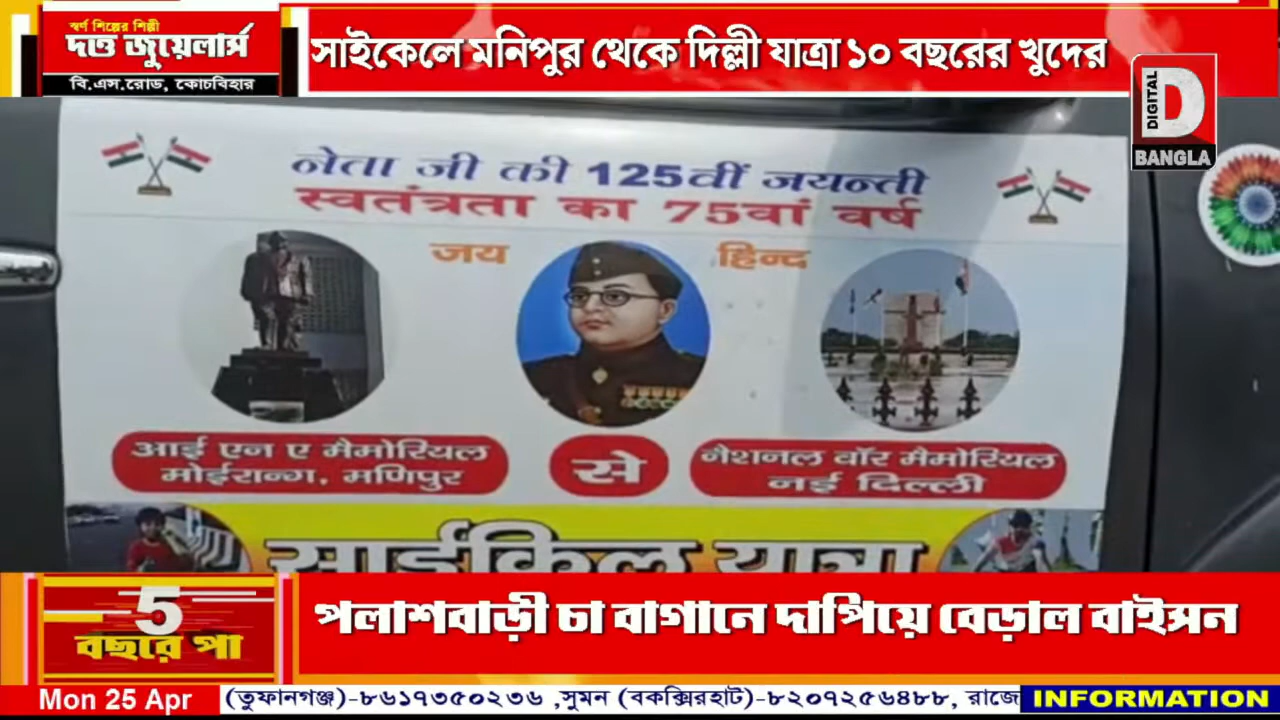 স্বর্ণ শিল্পের শিল্পী
দত্ত জুয়েলার্স
বি.এস.রোড, কোচবিহার
সাইকেলে মনিপুর থেকে দিল্লী যাত্রা ১০ বছরের খুদের
DIGITAL
D
BANGLA
नेता जी की 125वीं जयन्ती
स्वतंत्रता का 75वां वर्ष
जय हिन्द
आई एन ए मैमोरियल
मोईरान्ग, मणिपुर
से
नैशनल वॉर मैमोरियल
नई दिल्ली
साईकिल यात्रा
5
বছরে পা
পলাশবাড়ী চা বাগানে দাপিয়ে বেড়াল বাইসন
Mon 25 Apr
(তুফানগঞ্জ)-৮৬১৭৩৫০২৩৬ ,সুমন (বকক্সিরহাট)-৮২০৭২৫৬৪৮৮, রাজে
INFORMATION